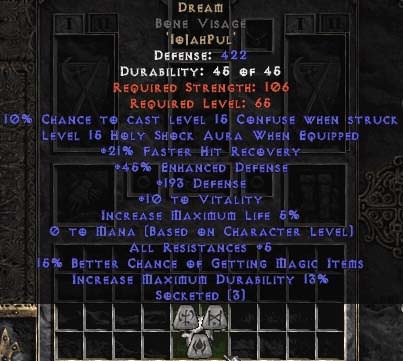 Dream
Bone Visage
'IoJahPul'
Defense: 422
Durability: 45 of 45
Required Strength: 106
Required Level: 65
10% Chance to cast level 15 Confuse when struck
Level 15 Holy Shock Aura When Equipped
+21% Faster Hit Recovery
+45% Enhanced Defense
+193 Defense
+10 to Vitality
Increase Maximum Life 5%
0 to Mana (Based on Character Level)
All Resistances +5
15% Better Chance of Getting Magic Items
Increase Maximum Durability 13%
Socketed (3)